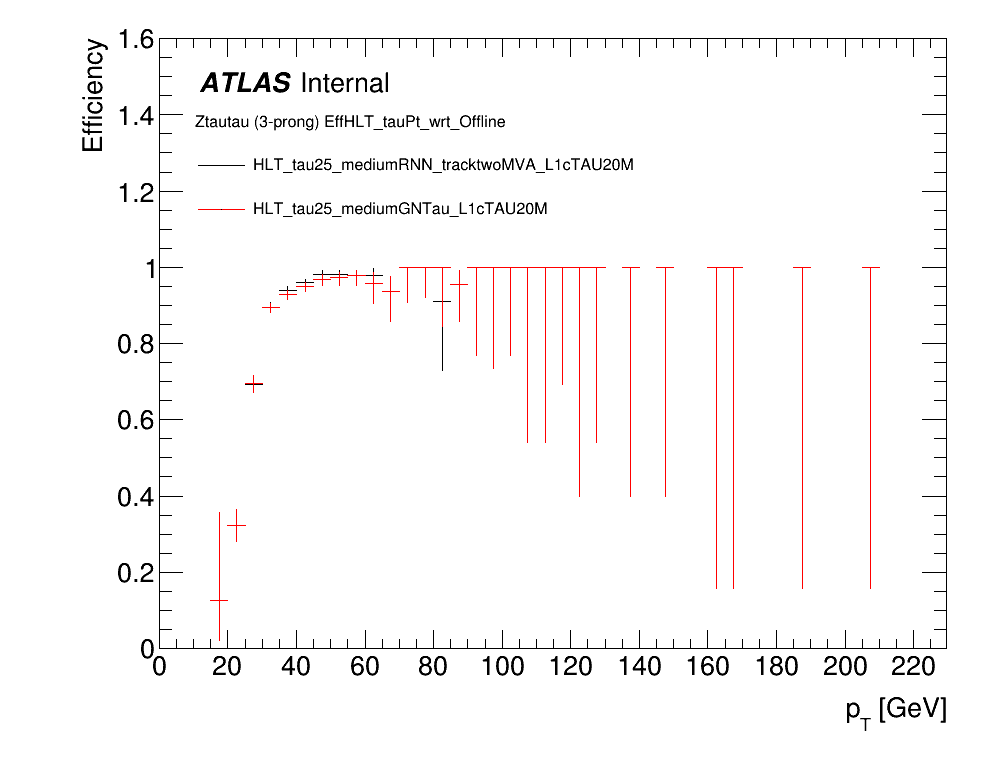 Efficiency
1.6
1.4
1.2
1
0.8
0.6
0.4
0.2
0
ATLAS Internal
Ztautau (3-prong) EffHLT_tauPt_wrt_Offline
HLT_tau25_mediumRNN_tracktwoMVA_L1cTAU20M
HLT_tau25_mediumGNTau_L1cTAU20M
0 20 40 60 80 100 120 140 160 180 200 220
p_T [GeV]